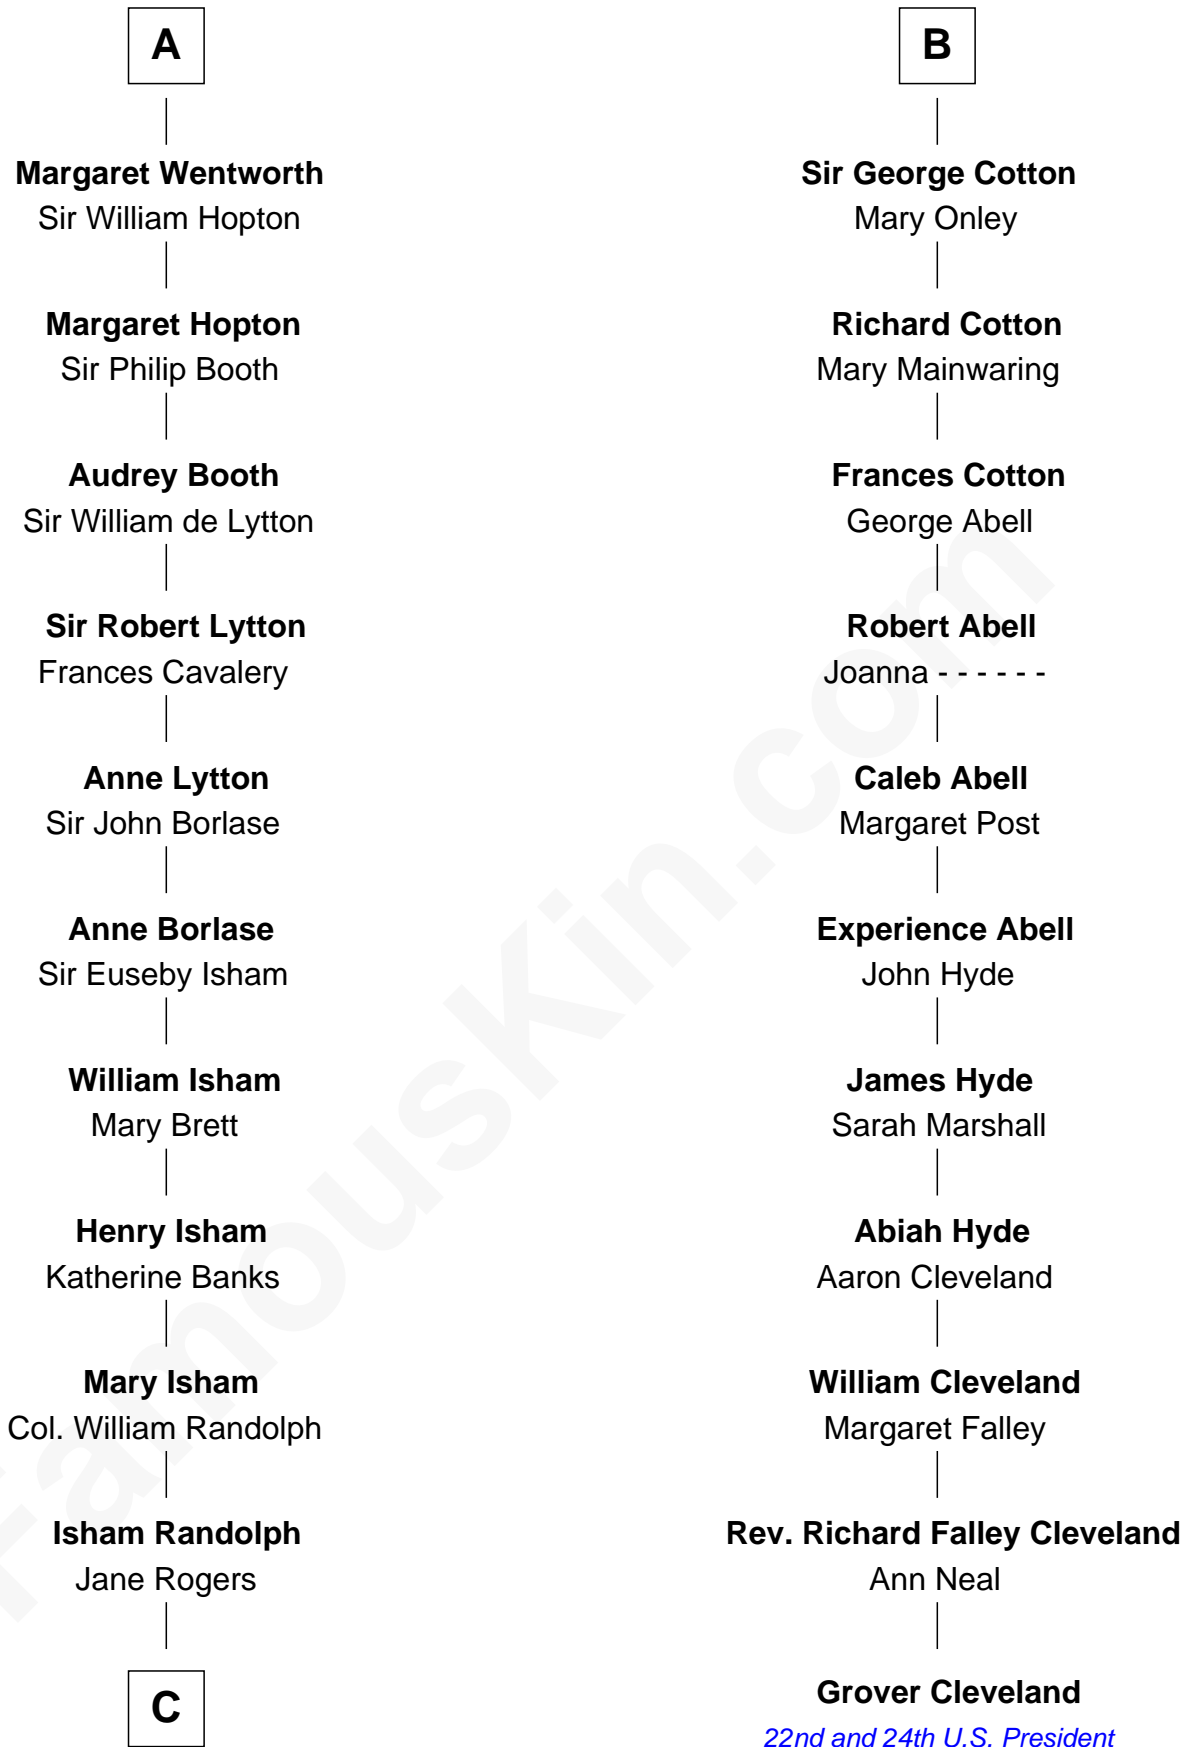 A
Margaret Wentworth
Sir William Hopton
Margaret Hopton
Sir Philip Booth
Audrey Booth
Sir William de Lytton
Sir Robert Lytton
Frances Cavalery
Anne Lytton
Sir John Borlase
Anne Borlase
Sir Euseby Isham
William Isham
Mary Brett
Henry Isham
Katherine Banks
Mary Isham
Col. William Randolph
Isham Randolph
Jane Rogers
C
B
Sir George Cotton
Mary Onley
Richard Cotton
Mary Mainwaring
Frances Cotton
George Abell
Robert Abell
Joanna - - - - - -
Caleb Abell
Margaret Post
Experience Abell
John Hyde
James Hyde
Sarah Marshall
Abiah Hyde
Aaron Cleveland
William Cleveland
Margaret Falley
Rev. Richard Falley Cleveland
Ann Neal
Grover Cleveland
22nd and 24th U.S. President
FamousKin.com